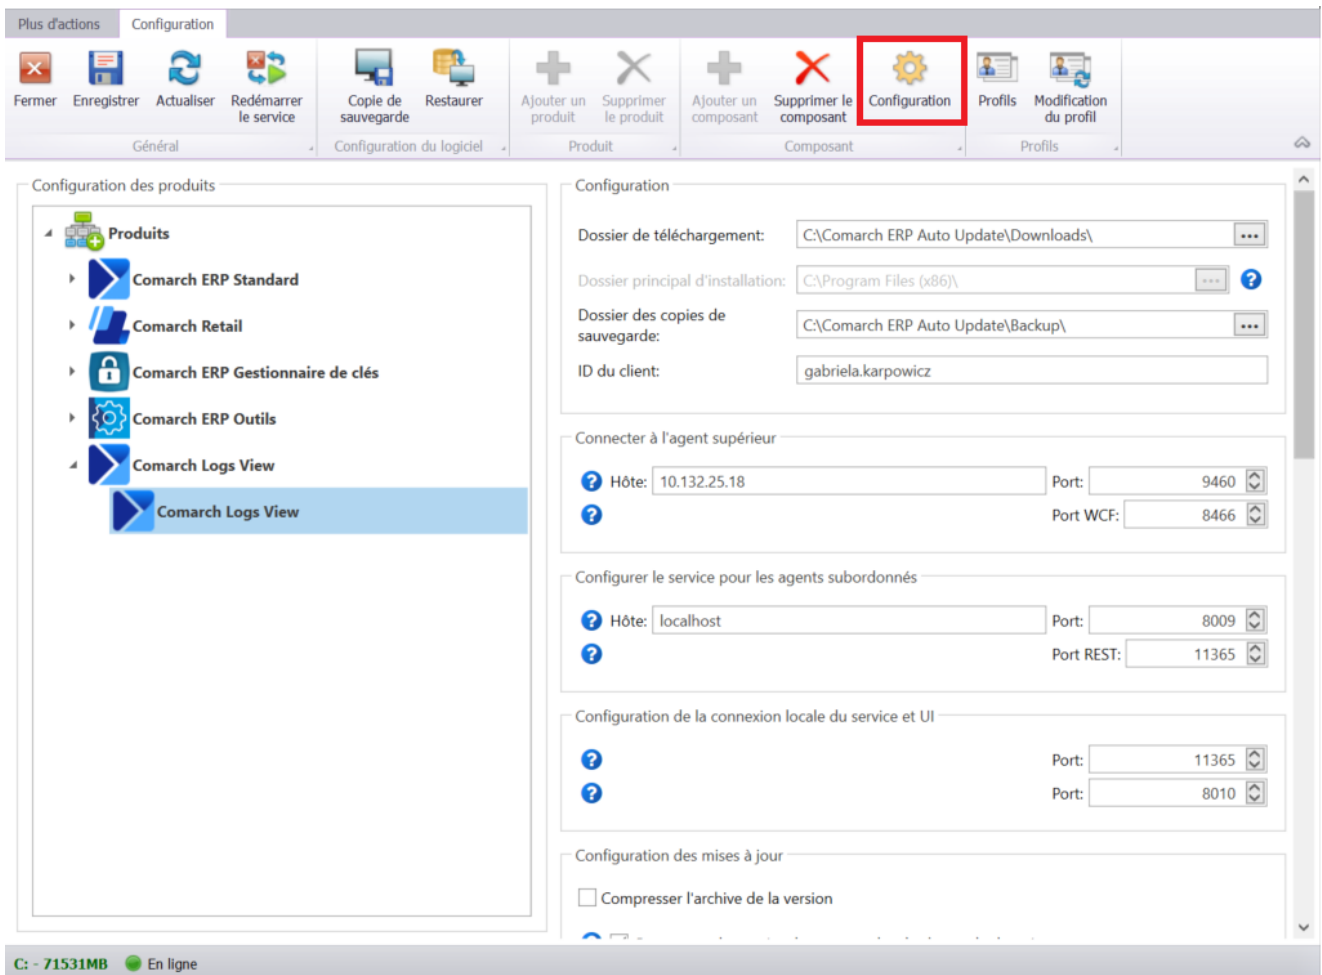 Plus d'actions
Configuration
Fermer
Enregistrer
Actualiser
Redémarrer
le service
Copie de
sauvegarde
Restaurer
Ajouter un
produit
Supprimer
le produit
Ajouter un
composant
Supprimer le
composant
Configuration
Profils
Modification
du profil
Général
Configuration du logiciel
Produit
Composant
Profils
Configuration des produits
Produits
Comarch ERP Standard
Comarch Retail
Comarch ERP Gestionnaire de clés
Comarch ERP Outils
Comarch Logs View
Comarch Logs View
Configuration
Dossier de téléchargement: C:\Comarch ERP Auto Update\Downloads\ ...
Dossier principal d'installation: C:\Program Files (x86)\ ...
Dossier des copies de
sauvegarde: C:\Comarch ERP Auto Update\Backup\ ...
ID du client: gabriela.karpowicz
Connecter à l'agent supérieur
Hôte: 10.132.25.18 Port: 9460
Port WCF: 8466
Configurer le service pour les agents subordonnés
Hôte: localhost Port: 8009
Port REST: 11365
Configuration de la connexion locale du service et UI
Port: 11365
Port: 8010
Configuration des mises à jour
Compresser l'archive de la version
C: - 71531MB En ligne